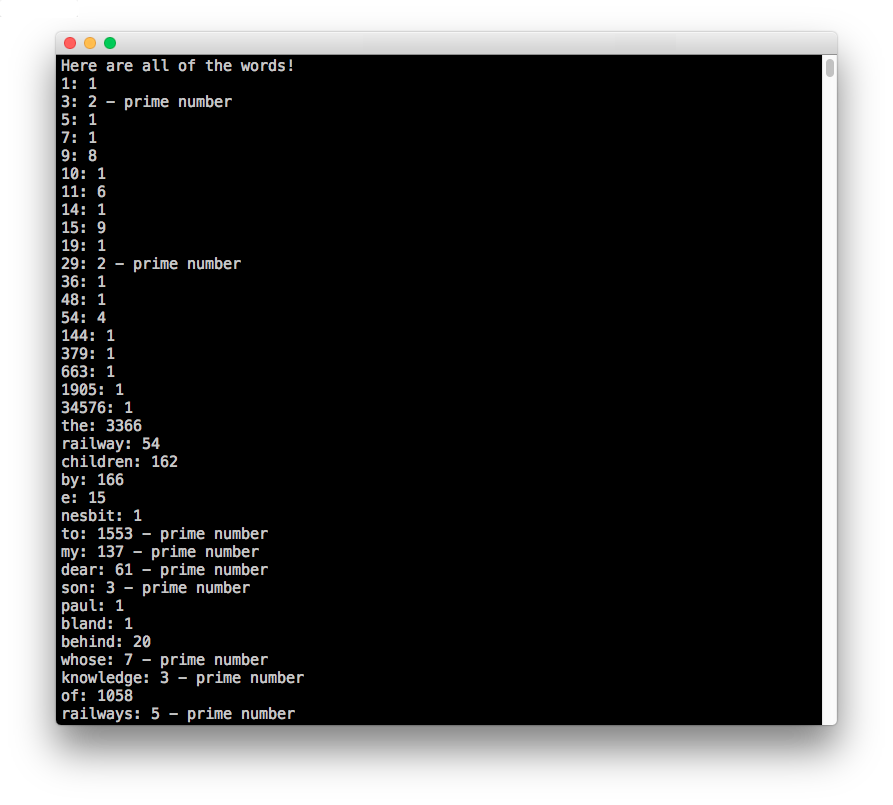 Here are all of the words!
1: 1
3: 2 – prime number
5: 1
7: 1
9: 8
10: 1
11: 6
14: 1
15: 9
19: 1
29: 2 – prime number
36: 1
48: 1
54: 4
144: 1
379: 1
663: 1
1905: 1
34576: 1
the: 3366
railway: 54
children: 162
by: 166
e: 15
nesbit: 1
to: 1553 – prime number
my: 137 – prime number
dear: 61 – prime number
son: 3 – prime number
paul: 1
bland: 1
behind: 20
whose: 7 – prime number
knowledge: 3 – prime number
of: 1058
railways: 5 – prime number